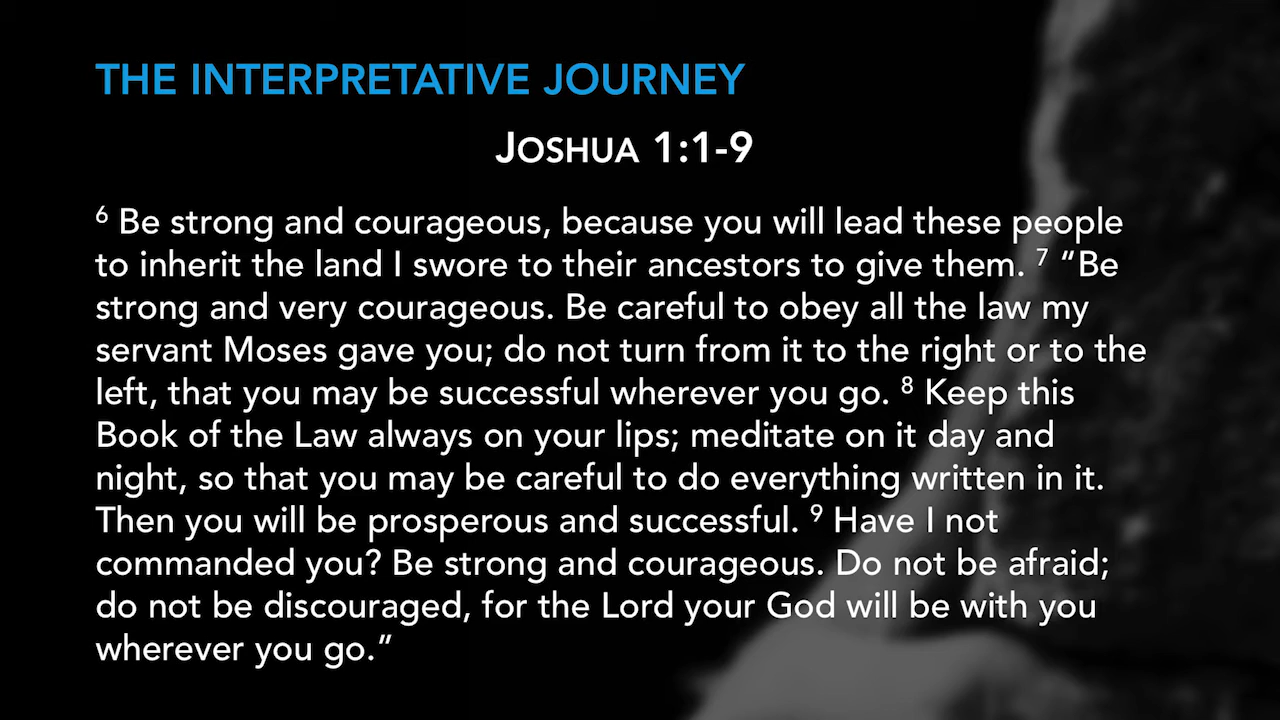 THE INTERPRETATIVE JOURNEY
JOSHUA 1:1-9
⁶ Be strong and courageous, because you will lead these people
to inherit the land I swore to their ancestors to give them. ⁷ “Be
strong and very courageous. Be careful to obey all the law my
servant Moses gave you; do not turn from it to the right or to the
left, that you may be successful wherever you go. ⁸ Keep this
Book of the Law always on your lips; meditate on it day and
night, so that you may be careful to do everything written in it.
Then you will be prosperous and successful. ⁹ Have I not
commanded you? Be strong and courageous. Do not be afraid;
do not be discouraged, for the Lord your God will be with you
wherever you go.”